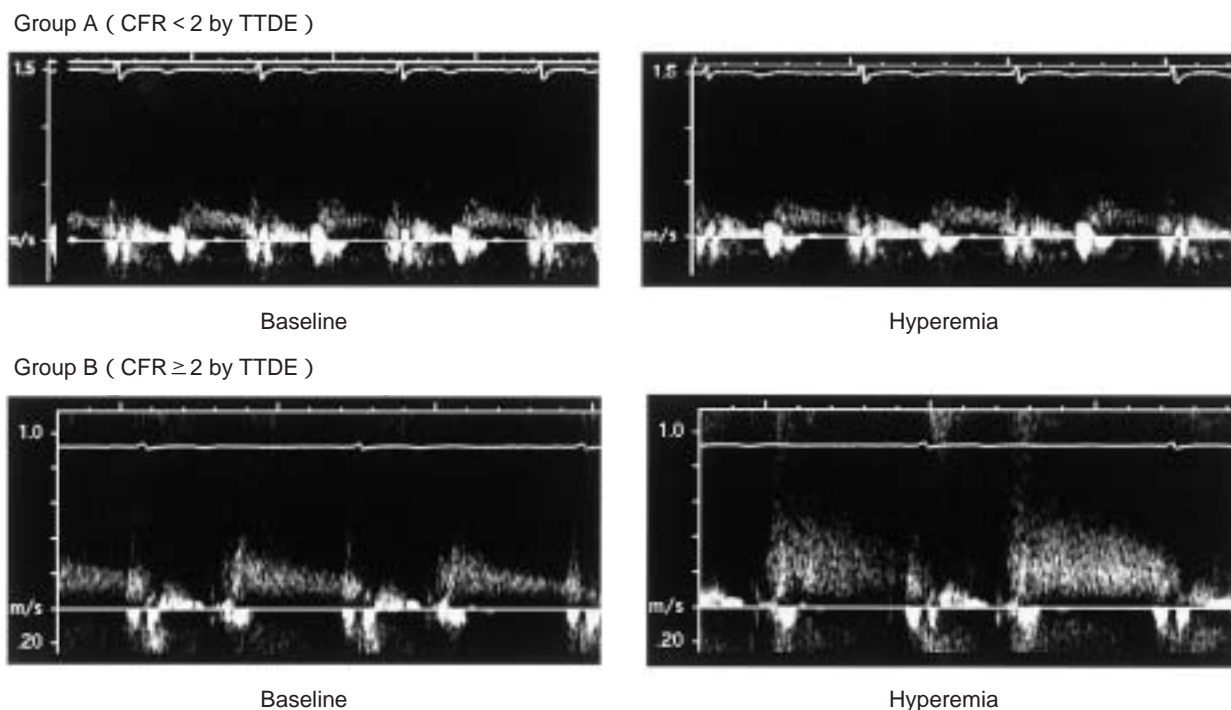 Group A ( CFR < 2 by TTDE )
1.5
m/s
1.5
m/s
Baseline
Hyperemia
Group B ( CFR ≥ 2 by TTDE )
1.0
m/s
.20
1.0
m/s
.20
Baseline
Hyperemia